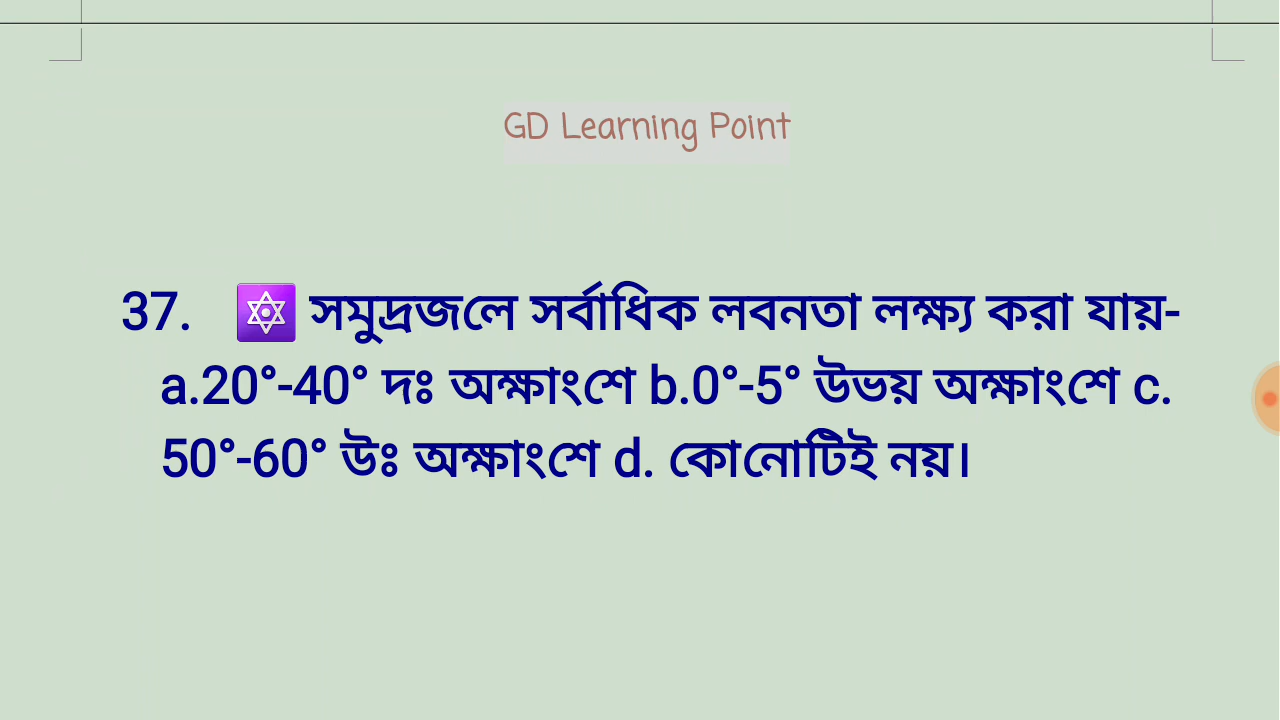 GD Learning Point
37. 🔯 সমুদ্রজলে সর্বাধিক লবনতা লক্ষ্য করা যায়-
a.20°-40° দঃ অক্ষাংশে b.0°-5° উভয় অক্ষাংশে c.
50°-60° উঃ অক্ষাংশে d. কোনোটিই নয়।